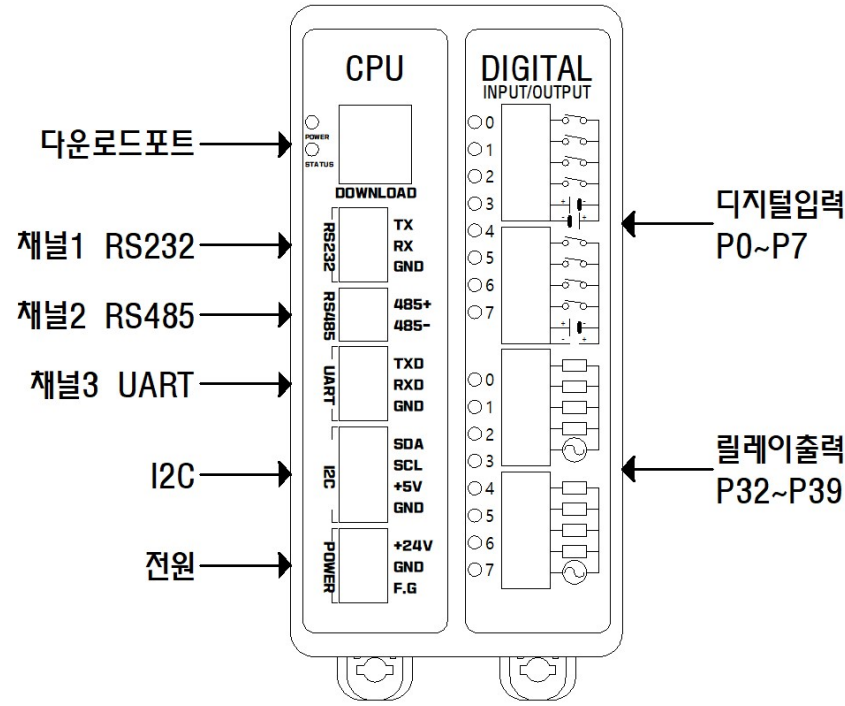 CPU
DIGITAL
INPUT/OUTPUT
다운로드포트
POWER
STATUS
DOWNLOAD
채널1 RS232
RS232
TX
RX
GND
채널2 RS485
RS485
485+
485-
채널3 UART
UART
TXD
RXD
GND
I2C
I2C
SDA
SCL
+5V
GND
전원
POWER
+24V
GND
F.G
0
1
2
3
4
5
6
7
+ -
- +
+ -
- +
디지털입력
P0~P7
0
1
2
3
4
5
6
7
릴레이출력
P32~P39